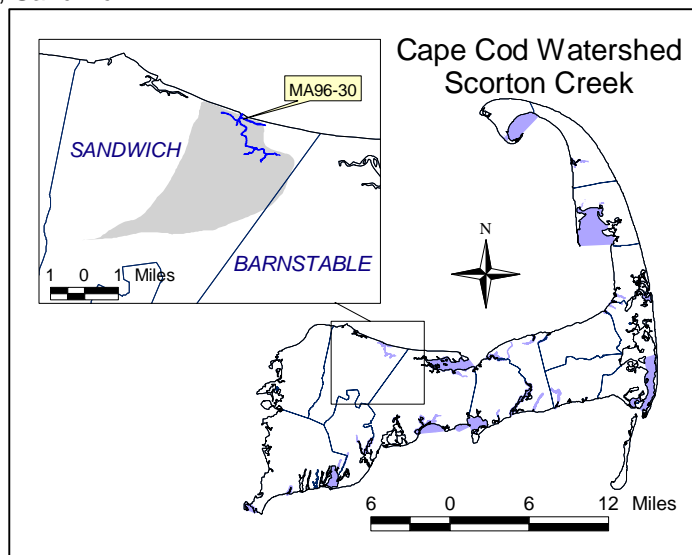 Cape Cod Watershed
Scorton Creek
MA96-30
SANDWICH
BARNSTABLE
1 0 1 Miles
N
6 0 6 12 Miles